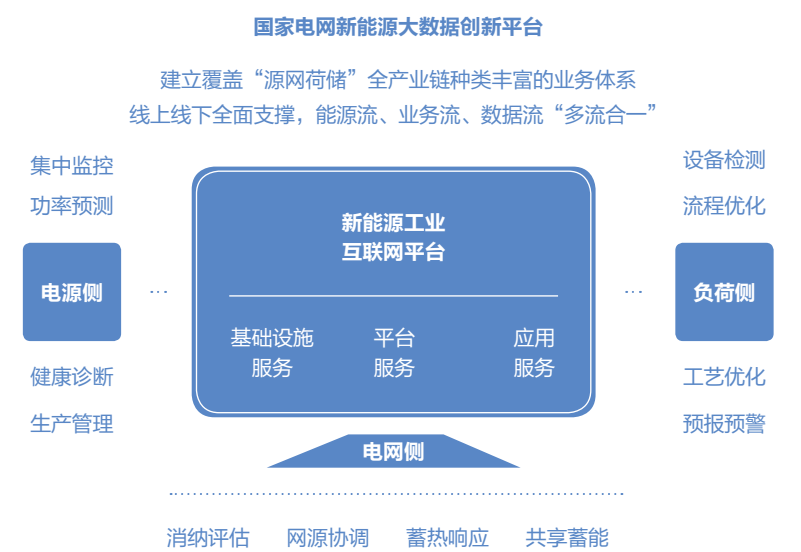 国家电网新能源大数据创新平台
建立覆盖“源网荷储”全产业链种类丰富的业务体系
线上线下全面支撑，能源流、业务流、数据流“多流合一”
集中监控
功率预测
电源侧
健康诊断
生产管理
新能源工业
互联网平台
基础设施
服务
平台
服务
应用
服务
设备检测
流程优化
负荷侧
工艺优化
预报预警
电网侧
消纳评估 网源协调 蓄热响应 共享蓄能